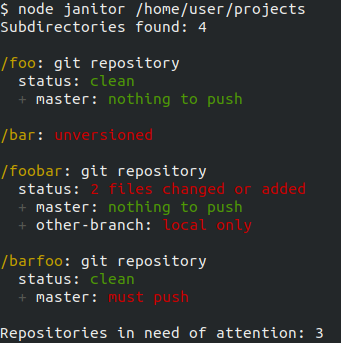 $ node janitor /home/user/projects
Subdirectories found: 4
/foo: git repository
status: clean
+ master: nothing to push
/bar: unversioned
/foobar: git repository
status: 2 files changed or added
+ master: nothing to push
+ other-branch: local only
/barfoo: git repository
status: clean
+ master: must push
Repositories in need of attention: 3